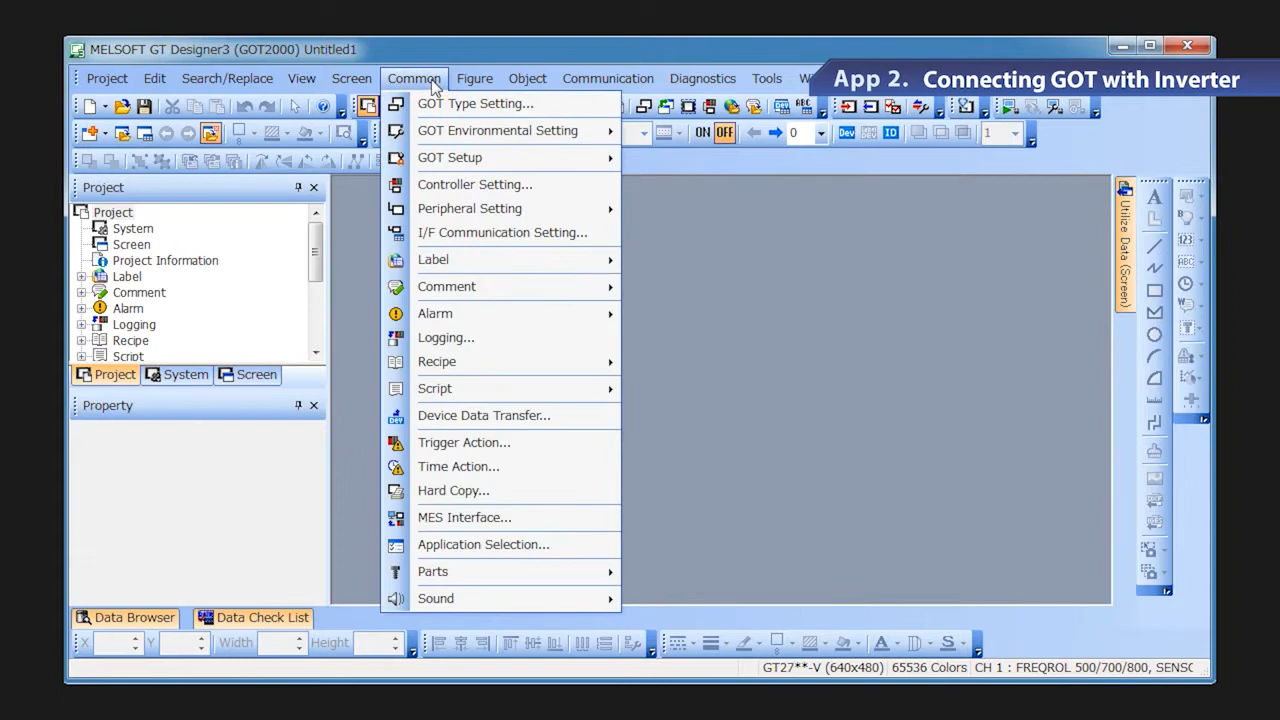 MELSOFT GT Designer3 (GOT2000) Untitled1
App 2. Connecting GOT with Inverter
Project Edit Search/Replace View Screen Common Figure Object Communication Diagnostics Tools
ON OFF 0 Dev ID 1
Project
Project
System
Screen
Project Information
Label
Comment
Alarm
Logging
Recipe
Script
Project System Screen
Property
GOT Type Setting...
GOT Environmental Setting
GOT Setup
Controller Setting...
Peripheral Setting
I/F Communication Setting...
Label
Comment
Alarm
Logging...
Recipe
Script
Device Data Transfer...
Trigger Action...
Time Action...
Hard Copy...
MES Interface...
Application Selection...
Parts
Sound
Utilize Data (Screen)
Data Browser Data Check List
X Y Width Height
GT27**-V (640x480) 65536 Colors CH 1 : FREQROL 500/700/800, SENSC